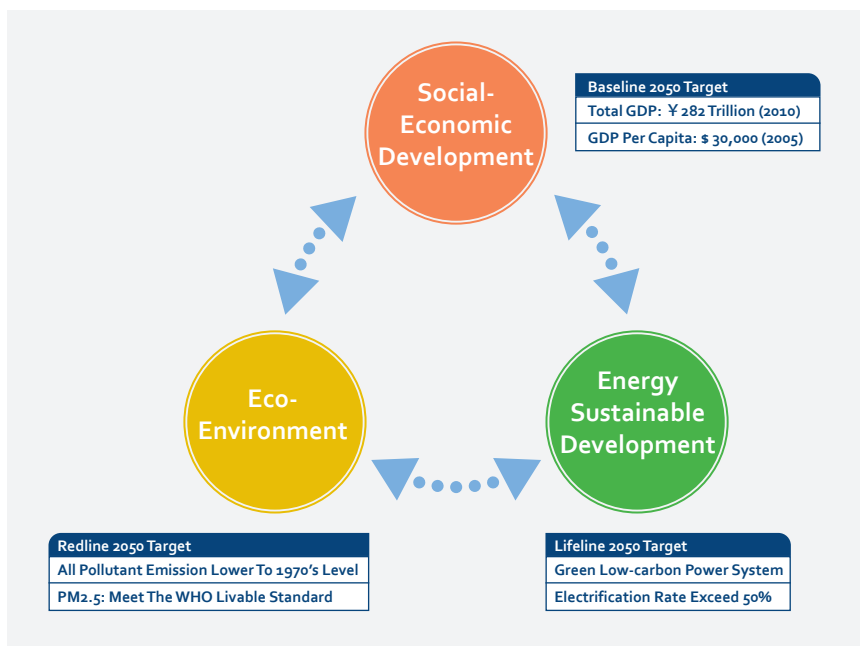 Social-
Economic
Development
Baseline 2050 Target
Total GDP: ¥ 282 Trillion (2010)
GDP Per Capita: $ 30,000 (2005)
Eco-
Environment
Energy
Sustainable
Development
Redline 2050 Target
All Pollutant Emission Lower To 1970's Level
PM2.5: Meet The WHO Livable Standard
Lifeline 2050 Target
Green Low-carbon Power System
Electrification Rate Exceed 50%